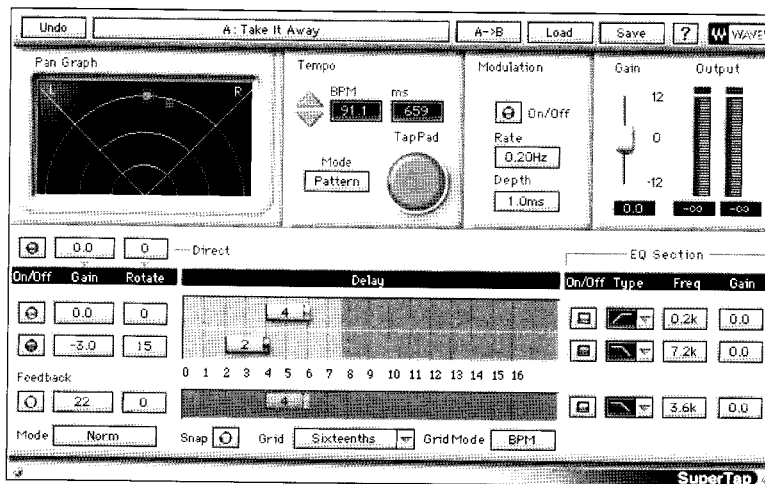 Undo A: Take It Away A->B Load Save ? W WAVES
Pan Graph Tempo Modulation Gain Output
L R BPM ms
91.1 659 On/Off 12
TapPad Rate 0
Mode 0.20Hz
Pattern Depth -12
1.0ms 0.0 -∞ -∞
0.0 0 Direct EQ Section
On/Off Gain Rotate Delay On/Off Type Freq Gain
0.0 0 4 0.2k 0.0
-3.0 15 2 7.2k 0.0
0 1 2 3 4 5 6 7 8 9 10 11 12 13 14 15 16
Feedback
22 0 4 3.6k 0.0
Mode Norm Snap Grid Sixteenths Grid Mode BPM
SuperTap